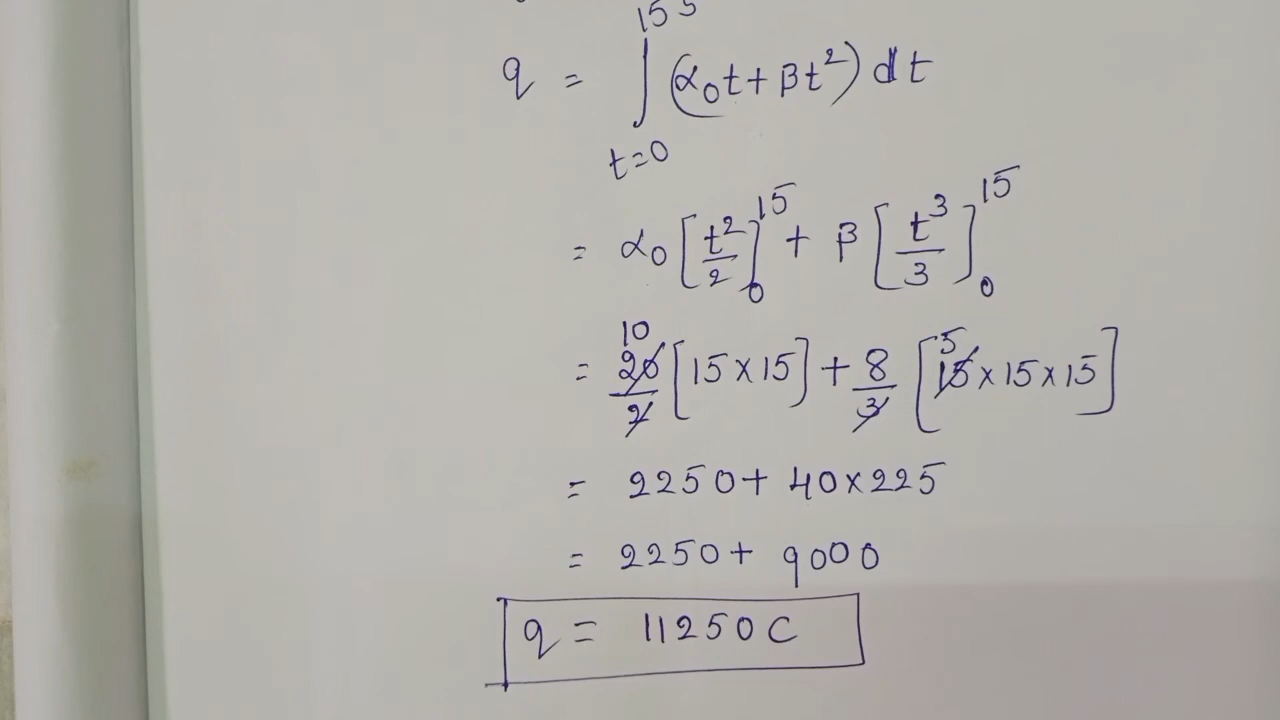 15 s
q = ∫ (α₀t + βt²) dt
t=0
= α₀ [t²/2]₀¹⁵ + β [t³/3]₀¹⁵
10 5
= 20/2 [15×15] + 8/3 [15×15×15]
= 2250 + 40×225
= 2250 + 9000
q = 11250 C